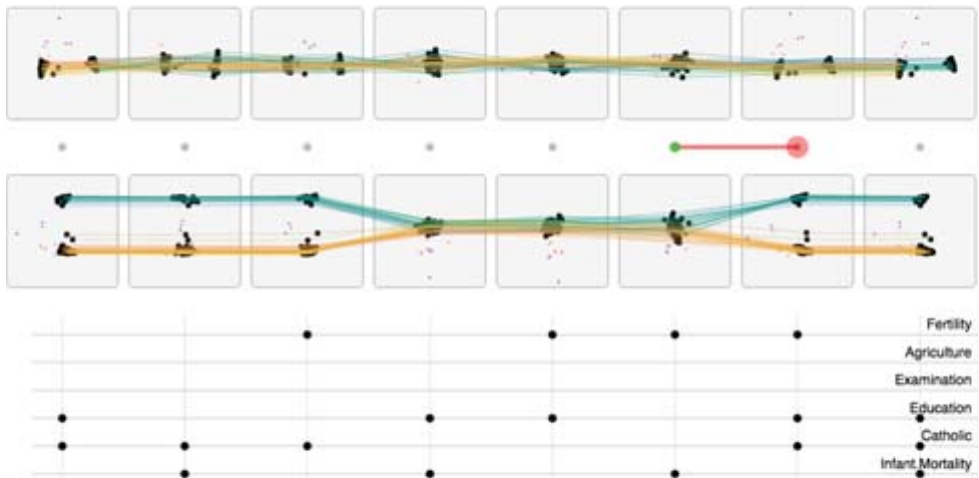 Fertility
Agriculture
Examination
Education
Catholic
Infant.Mortality